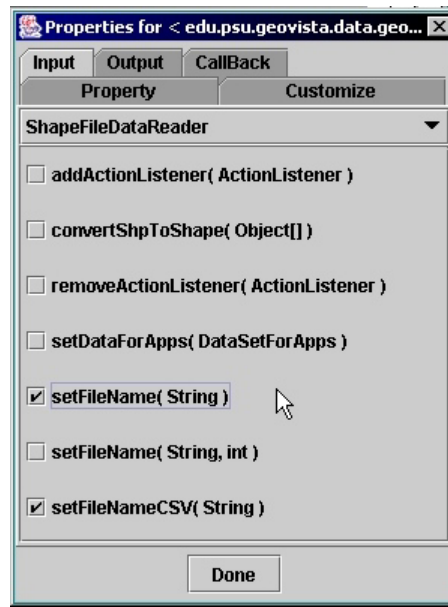 Properties for < edu.psu.geovista.data.geo...
Input Output CallBack
Property Customize
ShapeFileDataReader
addActionListener( ActionListener )
convertShpToShape( Object[] )
removeActionListener( ActionListener )
setDataForApps( DataSetForApps )
setFileName( String )
setFileName( String, int )
setFileNameCSV( String )
Done